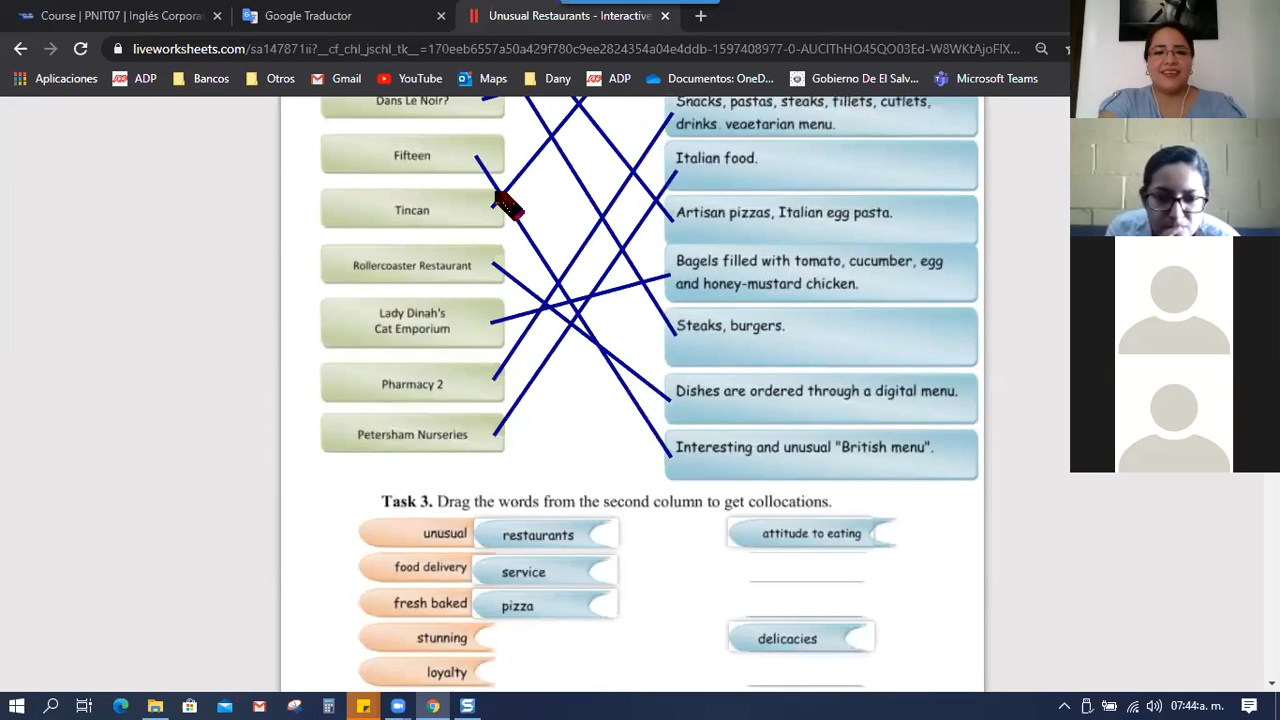 Course | PNIT07 | Inglés Corpora
Google Traductor
Unusual Restaurants - Interactive
liveworksheets.com/sa147871ii?__cf_chl_jschl_tk__=170eeb6557a50a429f780c9ee2824354a04e4ddb-1597408977-0-AUCIThHO45QO03Ed-W8WKtAjoFlX...
Aplicaciones ADP Bancos Otros Gmail YouTube Maps Dany ADP Documentos: OneD... Gobierno De El Salv... Microsoft Teams
Dans Le Noir?
Snacks, pastas, steaks, fillets, cutlets,
drinks, vegetarian menu.
Fifteen
Italian food.
Tincan
Artisan pizzas, Italian egg pasta.
Rollercoaster Restaurant
Bagels filled with tomato, cucumber, egg
and honey-mustard chicken.
Lady Dinah's
Cat Emporium
Steaks, burgers.
Pharmacy 2
Dishes are ordered through a digital menu.
Petersham Nurseries
Interesting and unusual "British menu".
Task 3. Drag the words from the second column to get collocations.
unusual restaurants attitude to eating
food delivery service
fresh baked pizza
stunning delicacies
loyalty
07:44 a. m.